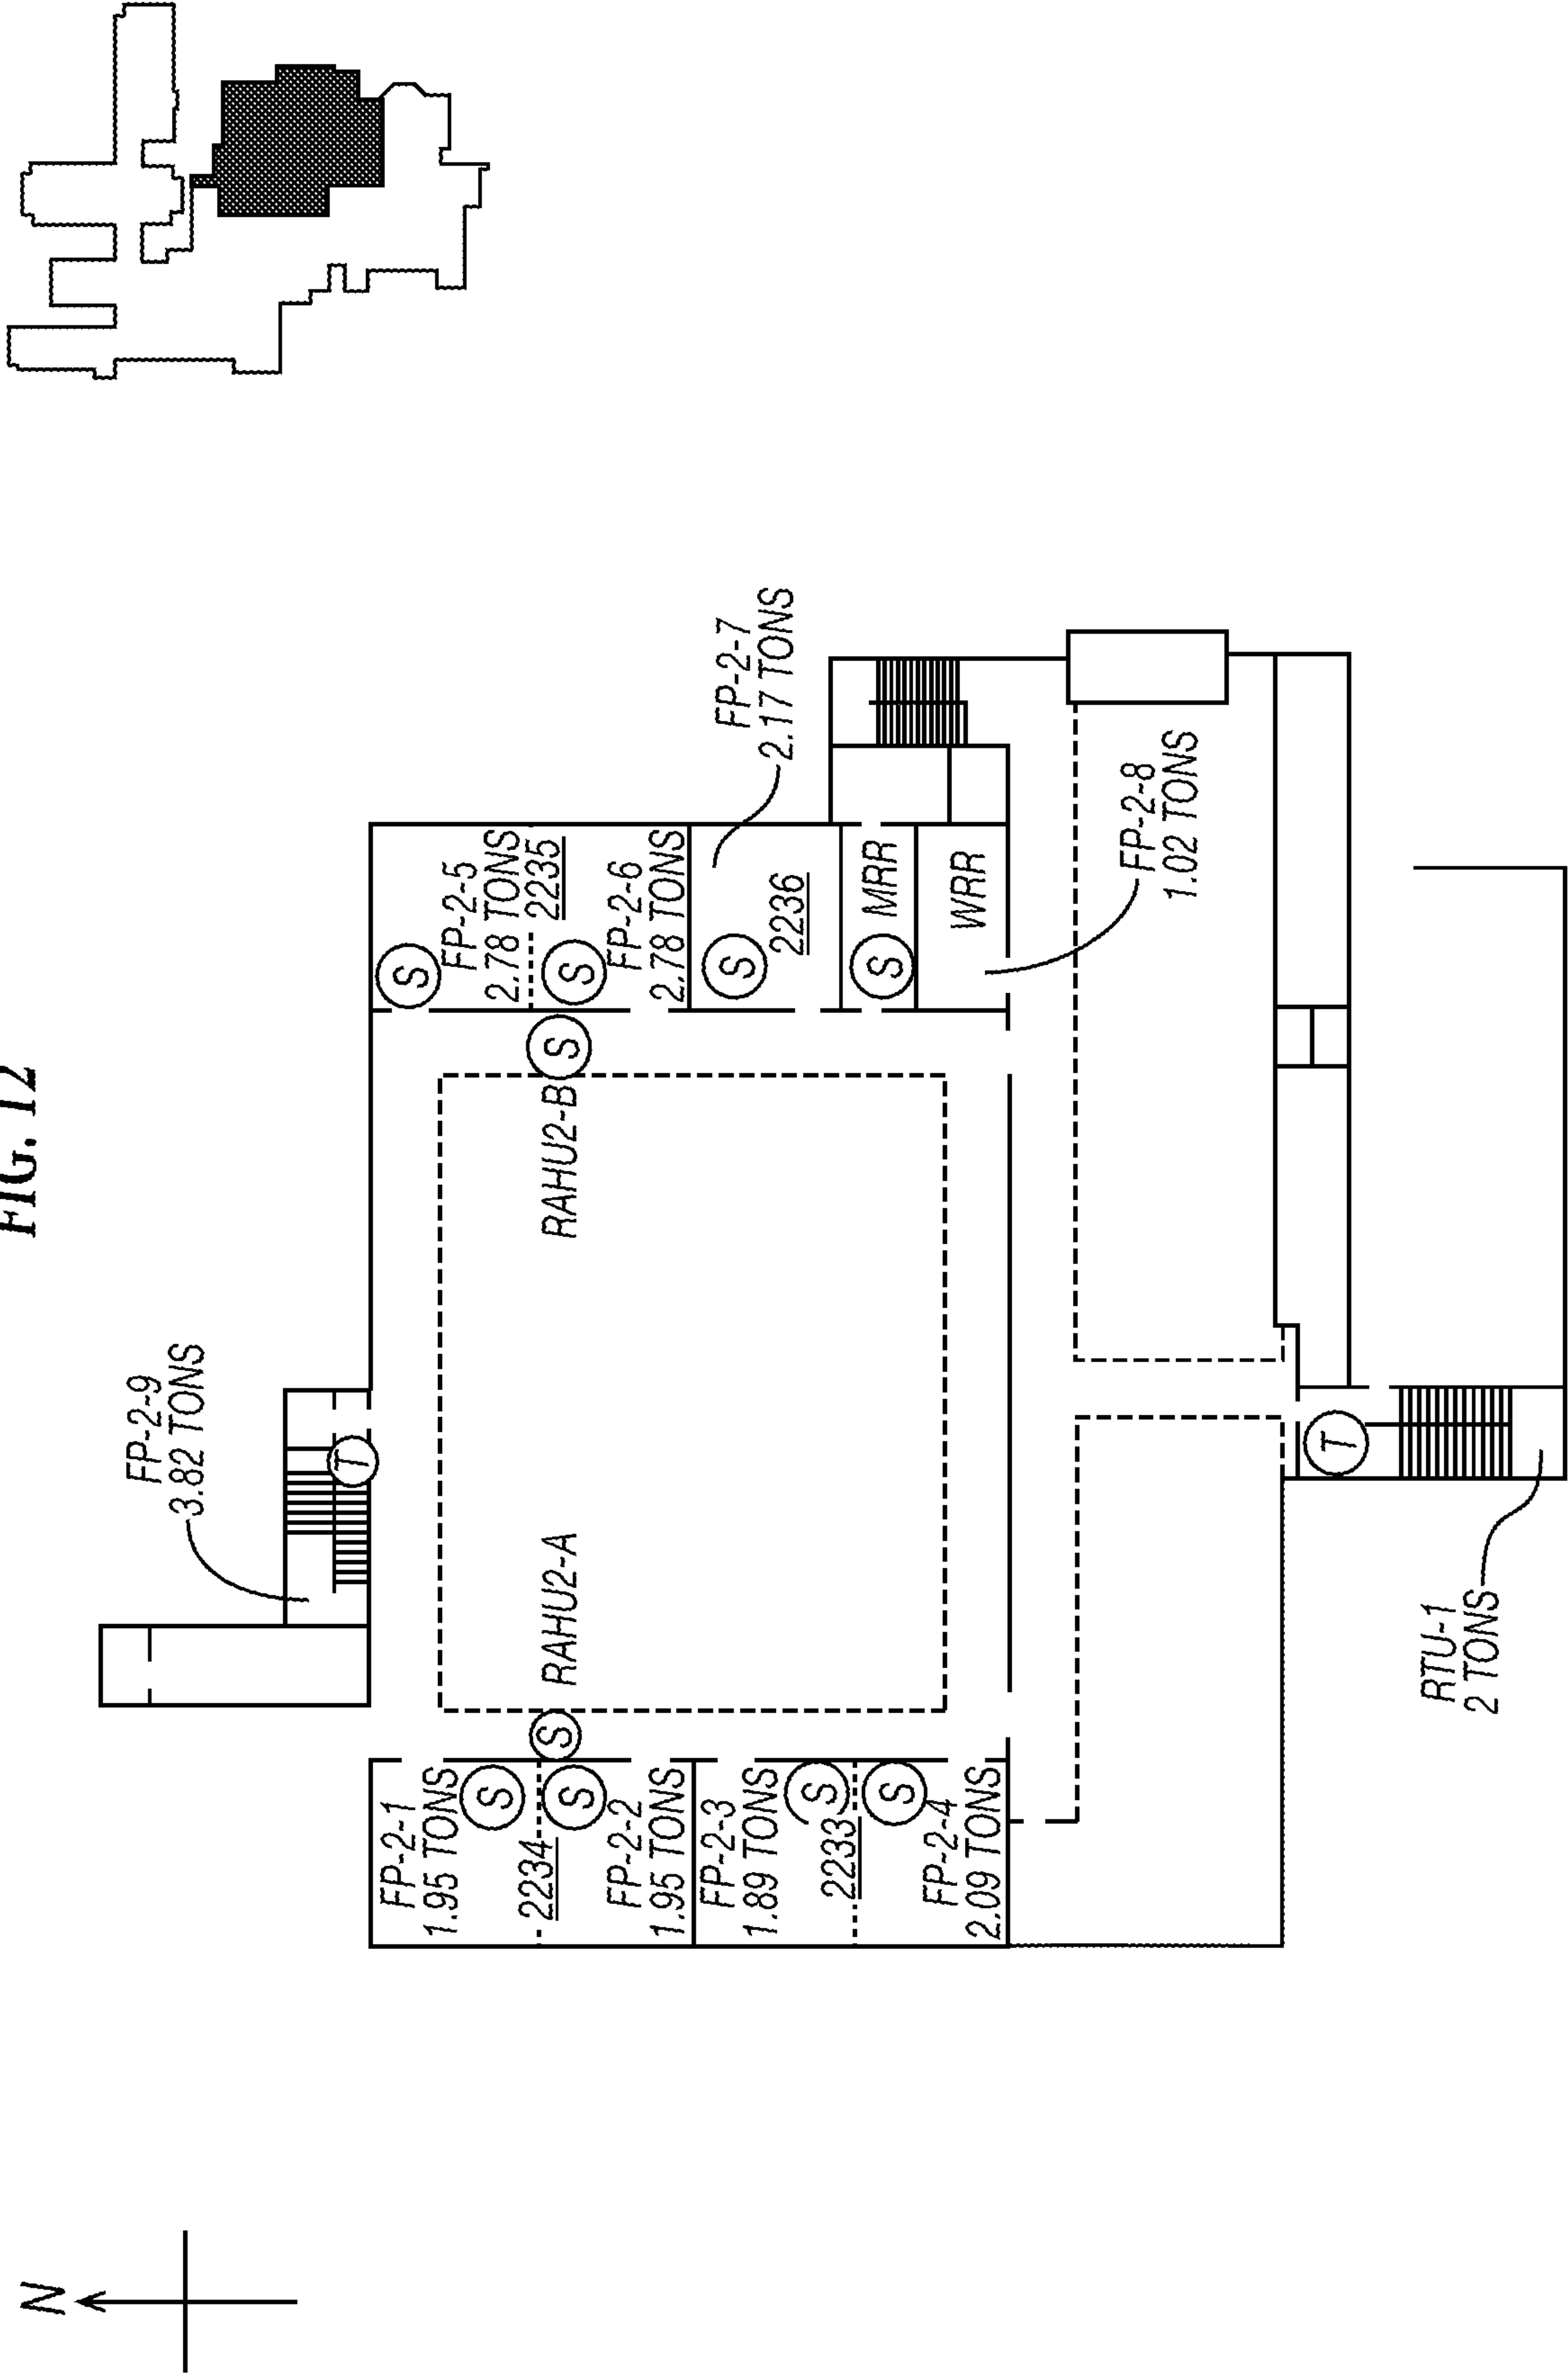 FIG. 12
N
FP-2-9
3.82 TONS
T
FP-2-1
1.95 TONS
S
2234
S
FP-2-2
1.95 TONS
FP-2-3
1.89 TONS
S
2233
S
FP-2-4
2.09 TONS
S
RAHU2-A
RAHU2-B
S
S
FP-2-5
2.78 TONS
2235
S
FP-2-6
2.78 TONS
FP-2-7
2.17 TONS
S
2236
S
MRR
WRR
FP-2-8
1.02 TONS
T
RTU-1
2 TONS